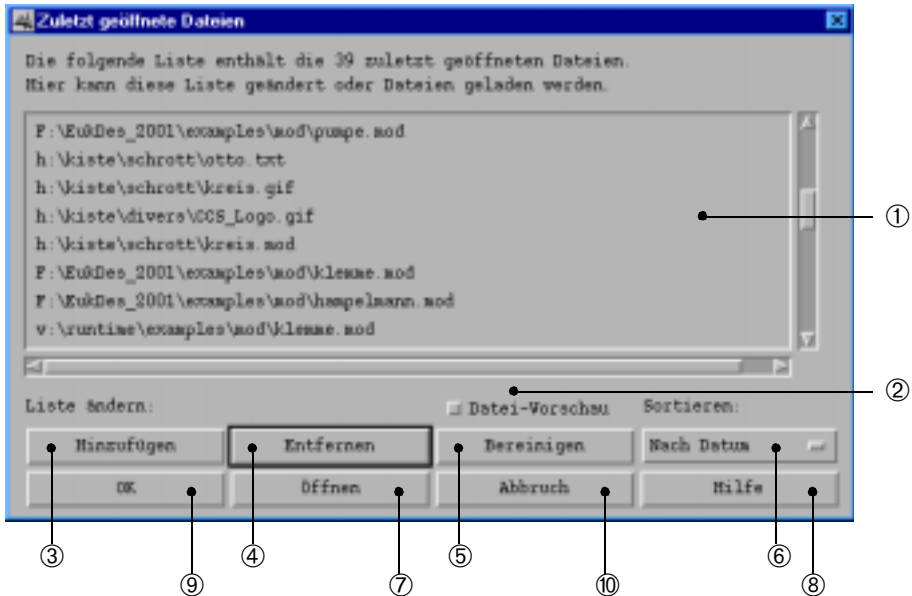 Zuletzt geöffnete Dateien
Die folgende Liste enthält die 39 zuletzt geöffneten Dateien.
Hier kann diese Liste geändert oder Dateien geladen werden.
F:\EukDes_2001\examples\mod\pumpe.mod
h:\kiste\schrott\otto.txt
h:\kiste\schrott\kreis.gif
h:\kiste\divers\CCS_Logo.gif
h:\kiste\schrott\kreis.mod
F:\EukDes_2001\examples\mod\klemme.mod
F:\EukDes_2001\examples\mod\hampelmann.mod
v:\runtime\examples\mod\klemme.mod
①
②
Liste ändern: Datei-Vorschau Sortieren:
Hinzufügen Entfernen Bereinigen Nach Datum
OK Öffnen Abbruch Hilfe
③ ④ ⑤ ⑥
⑨ ⑦ ⑩ ⑧